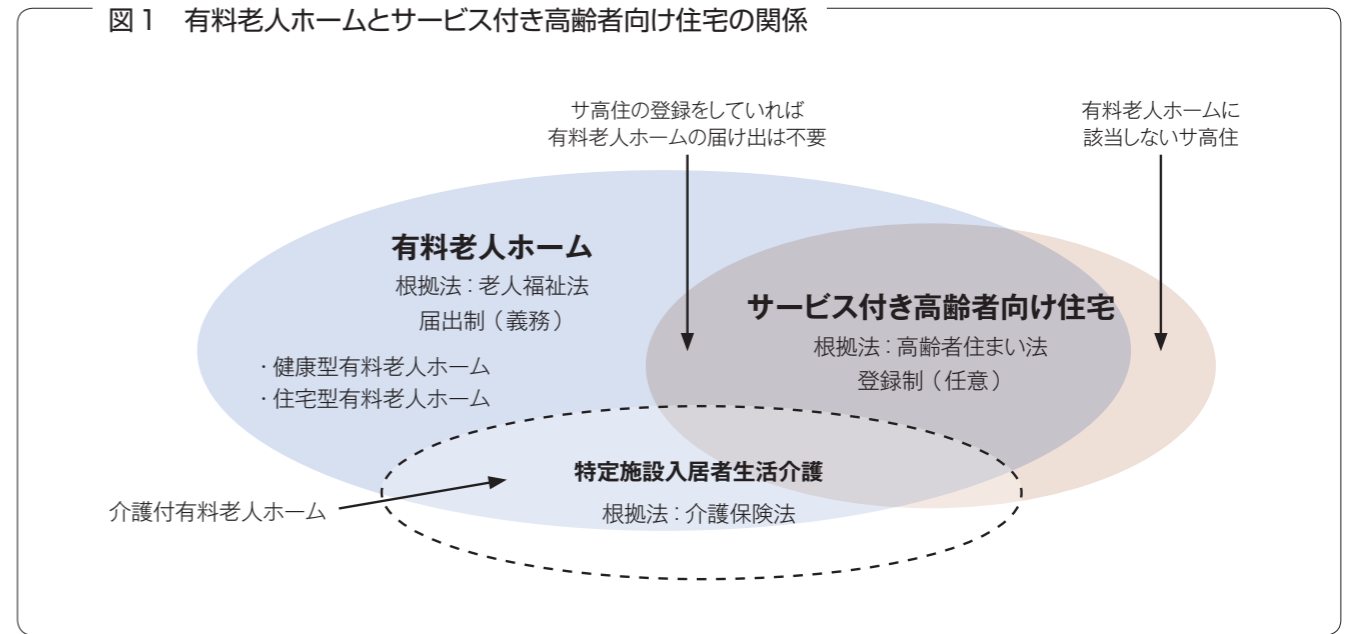 図1 有料老人ホームとサービス付き高齢者向け住宅の関係
サ高住の登録をしていれば
有料老人ホームの届け出は不要
有料老人ホームに
該当しないサ高住
有料老人ホーム
根拠法：老人福祉法
届出制（義務）
・健康型有料老人ホーム
・住宅型有料老人ホーム
サービス付き高齢者向け住宅
根拠法：高齢者住まい法
登録制（任意）
特定施設入居者生活介護
根拠法：介護保険法
介護付有料老人ホーム